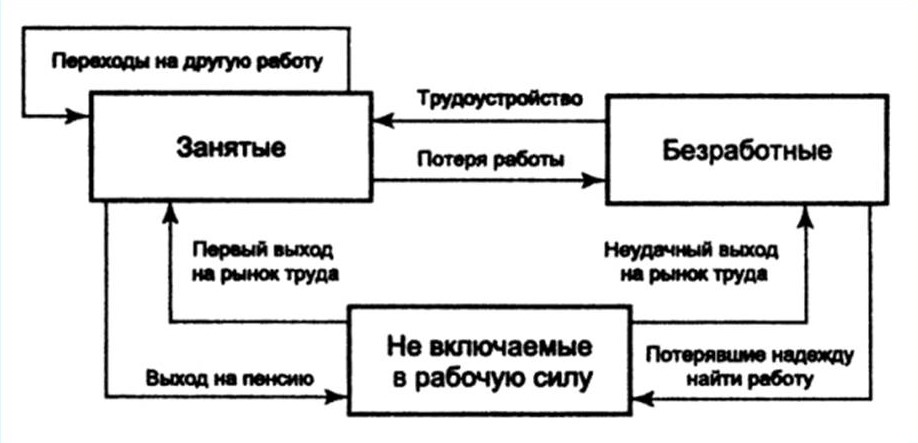 Переходы на другую работу
Трудоустройство
Занятые
Безработные
Потеря работы
Первый выход
на рынок труда
Неудачный выход
на рынок труда
Не включаемые
в рабочую силу
Потерявшие надежду
найти работу
Выход на пенсию